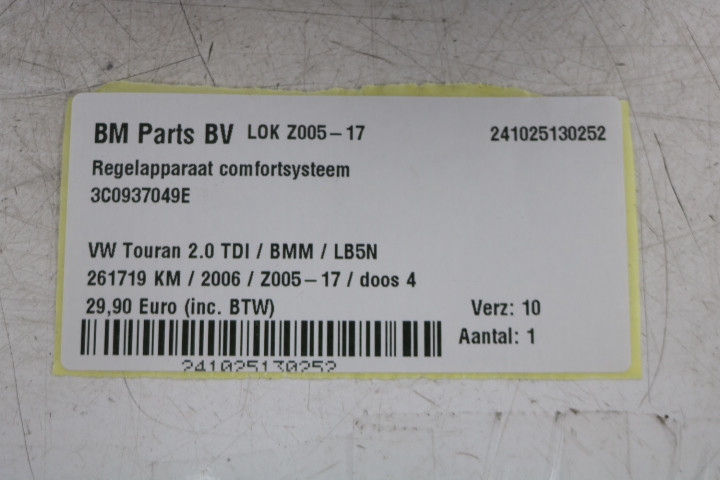 BM Parts BV LOK Z005-17 241025130252
Regelapparaat comfortsysteem
3C0937049E
VW Touran 2.0 TDI / BMM / LB5N
261719 KM / 2006 / Z005-17 / doos 4
29,90 Euro (inc. BTW) Verz: 10
Aantal: 1
241025130252